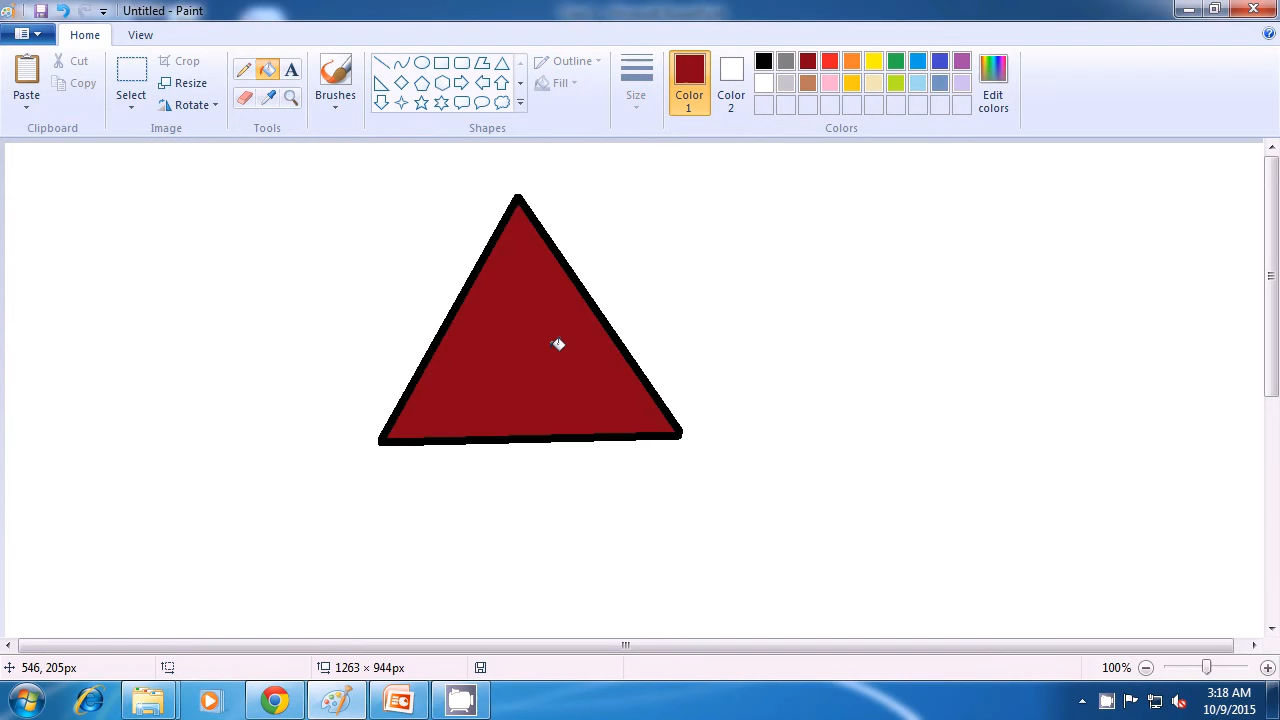 Untitled - Paint
Home View
Paste
Cut
Copy
Clipboard
Select
Crop
Resize
Rotate
Image
A
Tools
Brushes
Shapes
Outline
Fill
Size
Color 1
Color 2
Edit colors
Colors
546, 205px
1263 × 944px
100%
3:18 AM
10/9/2015